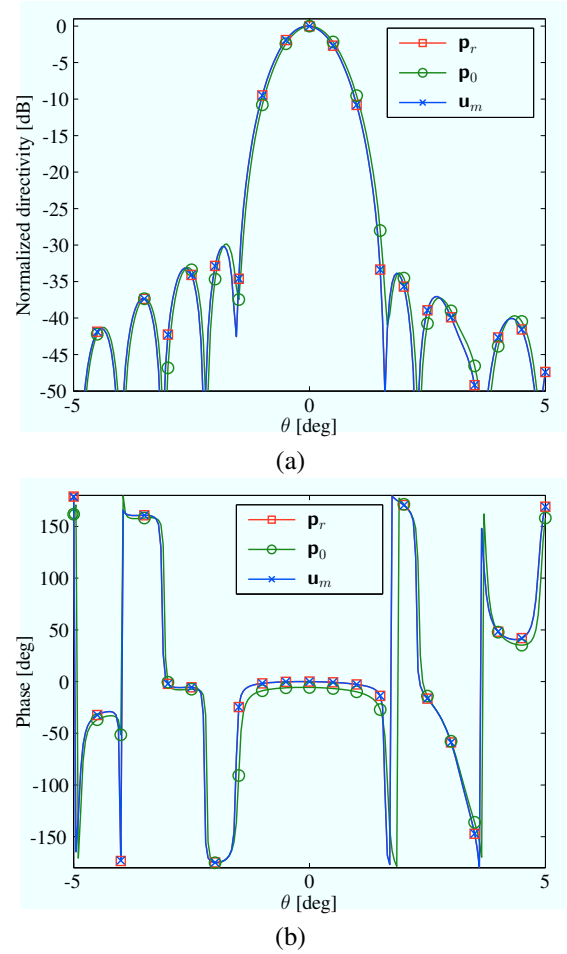 0
-5
-10
-15
-20
-25
-30
-35
-40
-45
-50
Normalized directivity [dB]
p_r
p_0
u_m
-5
0
5
θ [deg]
(a)
150
100
50
0
-50
-100
-150
Phase [deg]
p_r
p_0
u_m
-5
0
5
θ [deg]
(b)